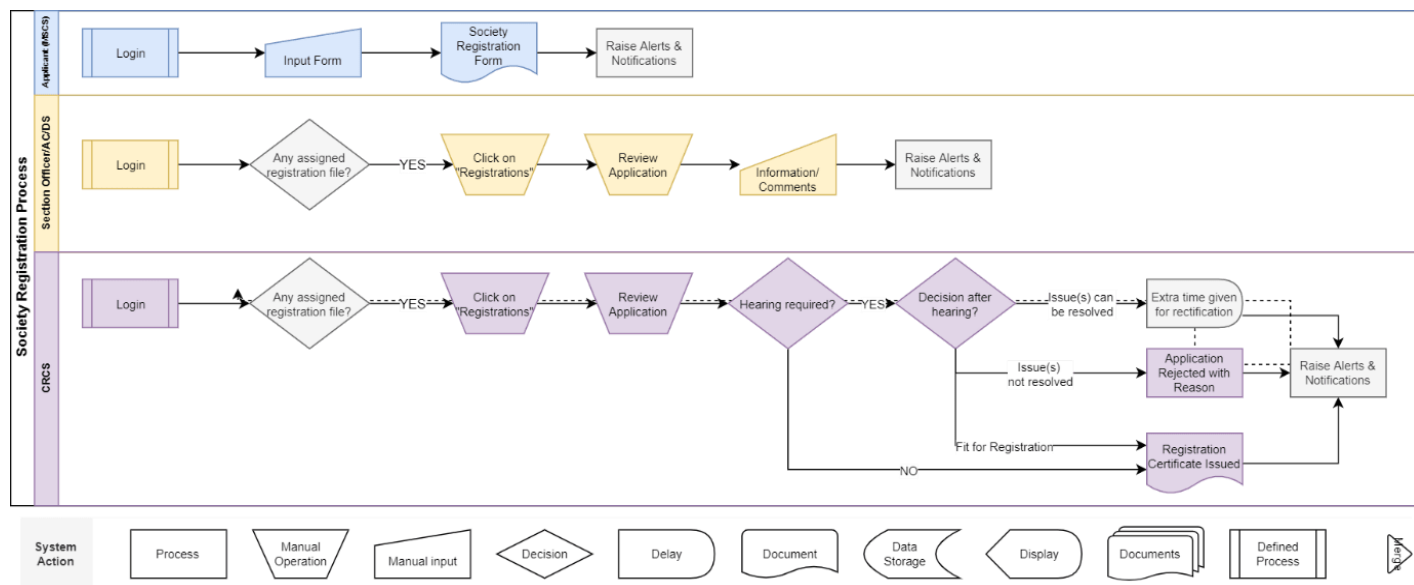 Society Registration Process
Applicant (MSCS)
Login
Input Form
Society
Registration
Form
Raise Alerts &
Notifications
Section Officer/AC/DS
Login
Any assigned
registration file?
YES
Click on
"Registrations"
Review
Application
Information/
Comments
Raise Alerts &
Notifications
CRCS
Login
Any assigned
registration file?
YES
Click on
"Registrations"
Review
Application
Hearing required?
YES
Decision after
hearing?
Issue(s) can
be resolved
Extra time given
for rectification
Issue(s)
not resolved
Application
Rejected with
Reason
Raise Alerts &
Notifications
Fit for Registration
Registration
Certificate Issued
NO
System
Action
Process
Manual
Operation
Manual input
Decision
Delay
Document
Data
Storage
Display
Documents
Defined
Process
Merge